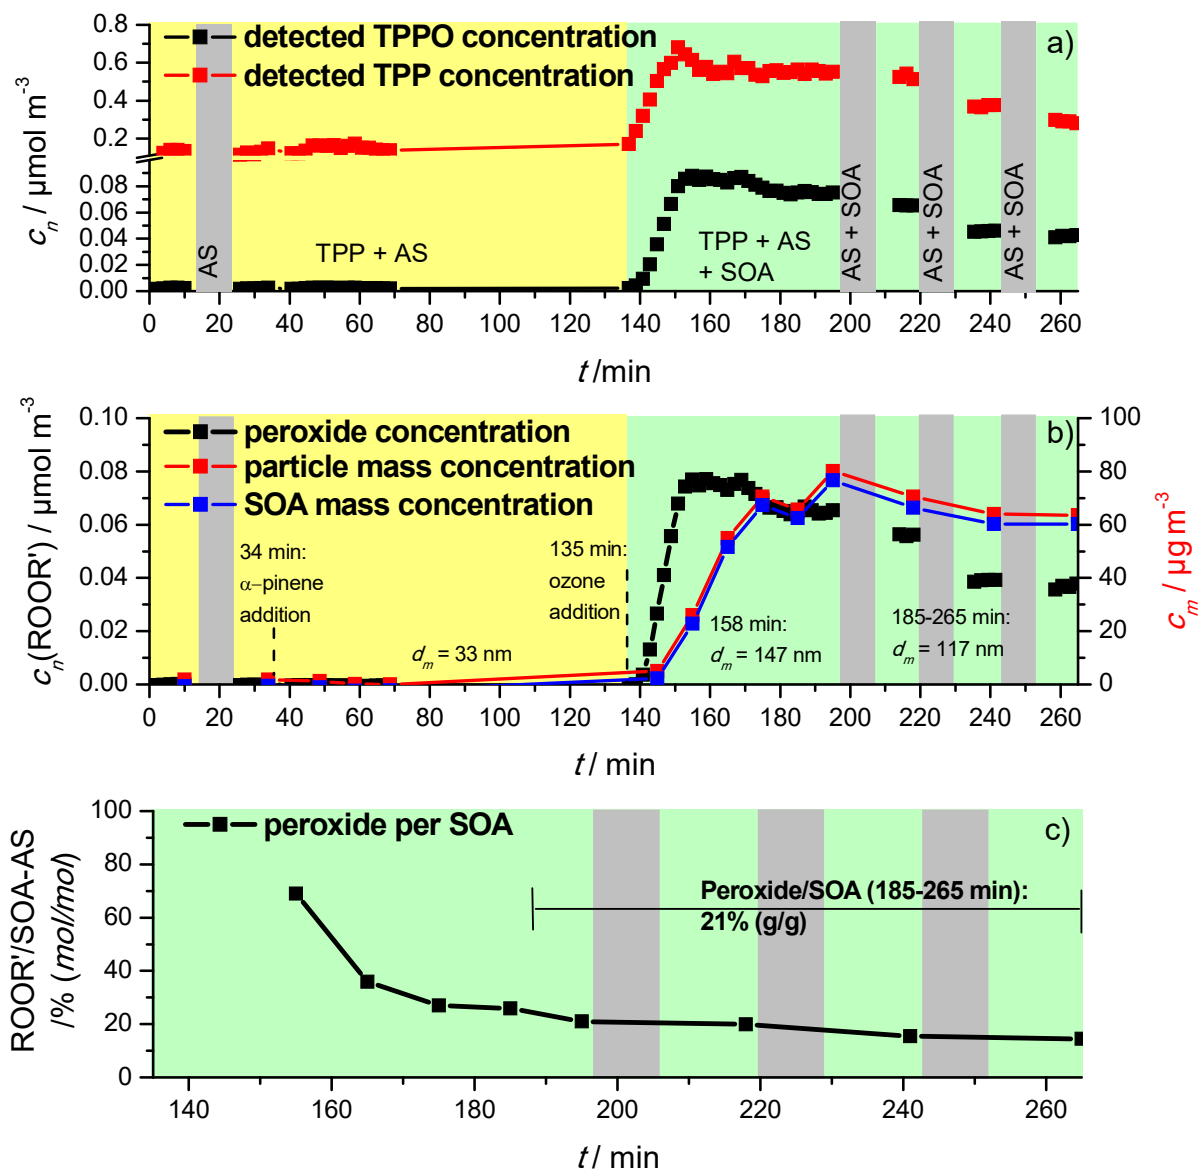 a)
detected TPPO concentration
detected TPP concentration
c_n / µmol m⁻³
0.8
0.6
0.4
0.2
0.08
0.06
0.04
0.02
0.00
AS
TPP + AS
TPP + AS
+ SOA
AS + SOA
AS + SOA
AS + SOA
0 20 40 60 80 100 120 140 160 180 200 220 240 260
t /min
b)
peroxide concentration
particle mass concentration
SOA mass concentration
c_n(ROOR') / µmol m⁻³
0.10
0.08
0.06
0.04
0.02
0.00
34 min:
α−pinene
addition
d_m = 33 nm
135 min:
ozone
addition
158 min:
d_m = 147 nm
185-265 min:
d_m = 117 nm
100
80
60
40
20
0
c_m / µg m⁻³
0 20 40 60 80 100 120 140 160 180 200 220 240 260
t / min
c)
peroxide per SOA
ROOR'/SOA-AS
/% (mol/mol)
100
80
60
40
20
0
Peroxide/SOA (185-265 min):
21% (g/g)
140 160 180 200 220 240 260
t / min